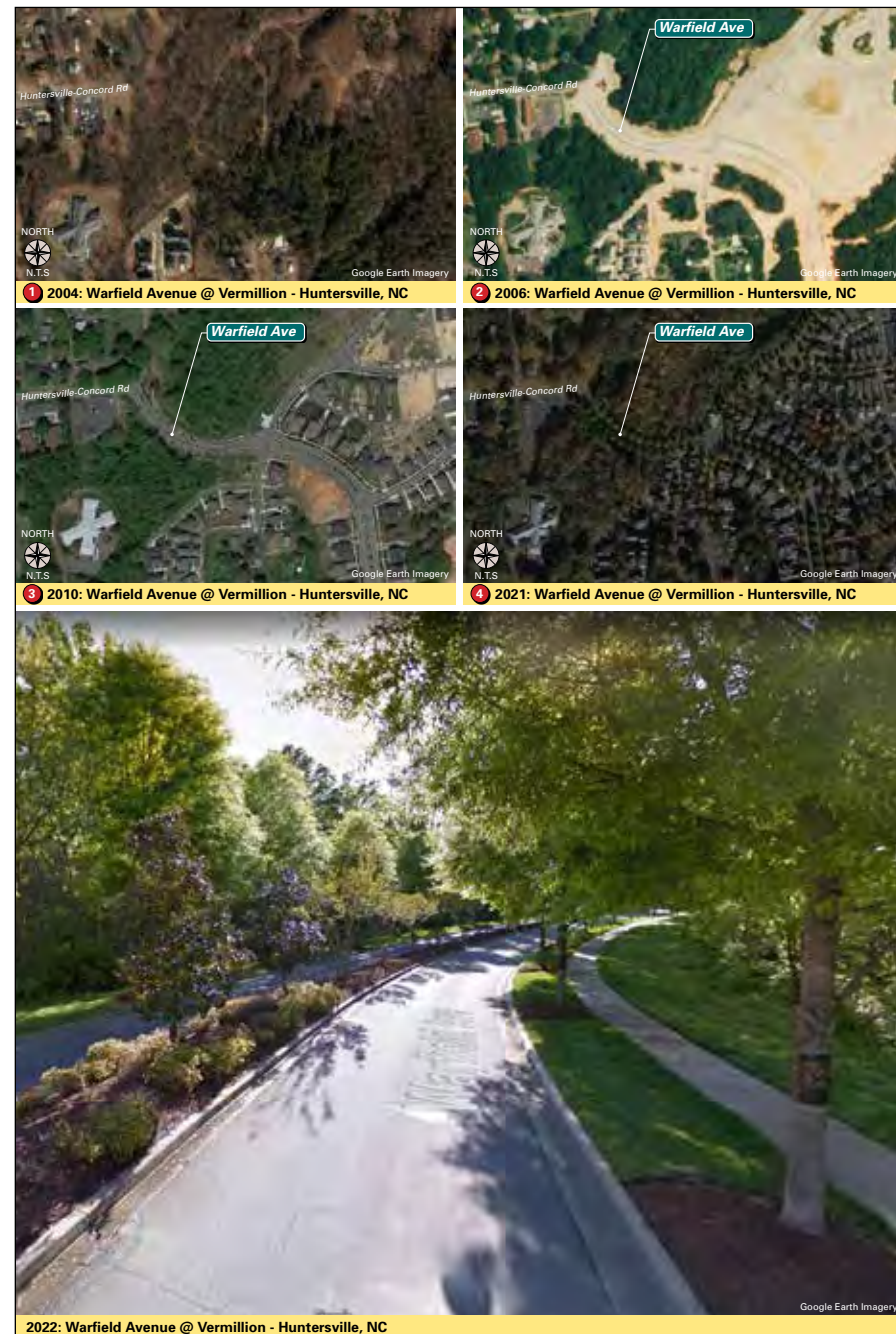 Huntersville-Concord Rd
NORTH
N.T.S
Google Earth Imagery
1 2004: Warfield Avenue @ Vermillion - Huntersville, NC
Warfield Ave
Huntersville-Concord Rd
NORTH
N.T.S
Google Earth Imagery
2 2006: Warfield Avenue @ Vermillion - Huntersville, NC
Warfield Ave
Huntersville-Concord Rd
NORTH
N.T.S
Google Earth Imagery
3 2010: Warfield Avenue @ Vermillion - Huntersville, NC
Warfield Ave
Huntersville-Concord Rd
NORTH
N.T.S
Google Earth Imagery
4 2021: Warfield Avenue @ Vermillion - Huntersville, NC
Warfield Ave
Google Earth Imagery
2022: Warfield Avenue @ Vermillion - Huntersville, NC